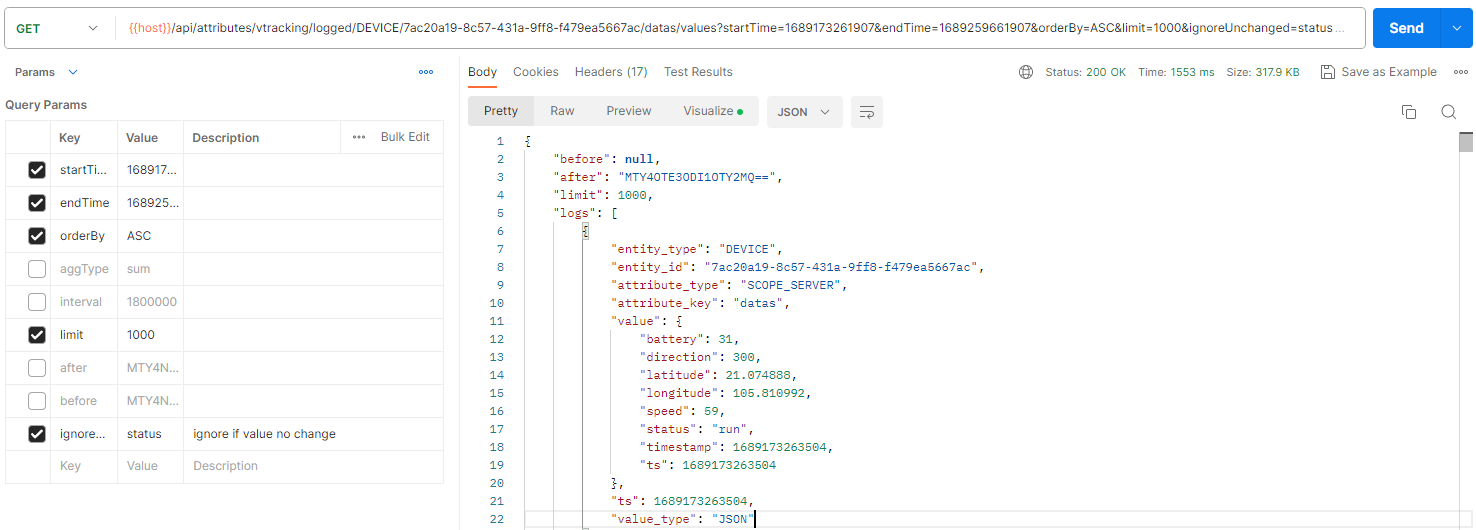 GET {{host}}/api/attributes/vtracking/logged/DEVICE/7ac20a19-8c57-431a-9ff8-f479ea5667ac/datas/values?startTime=1689173261907&endTime=1689259661907&orderBy=ASC&limit=1000&ignoreUnchanged=status... Send
Params
Query Params
Key Value Description ••• Bulk Edit
startTi... 168917...
endTime 168925...
orderBy ASC
aggType sum
interval 1800000
limit 1000
after MTY4N...
before MTY4N...
ignore... status ignore if value no change
Key Value Description
Body Cookies Headers (17) Test Results Status: 200 OK Time: 1553 ms Size: 317.9 KB Save as Example
Pretty Raw Preview Visualize JSON
1 {
2 "before": null,
3 "after": "MTY4OTE3ODI1OTY2MQ==",
4 "limit": 1000,
5 "logs": [
6 {
7 "entity_type": "DEVICE",
8 "entity_id": "7ac20a19-8c57-431a-9ff8-f479ea5667ac",
9 "attribute_type": "SCOPE_SERVER",
10 "attribute_key": "datas",
11 "value": {
12 "battery": 31,
13 "direction": 300,
14 "latitude": 21.074888,
15 "longitude": 105.810992,
16 "speed": 59,
17 "status": "run",
18 "timestamp": 1689173263504,
19 "ts": 1689173263504
20 },
21 "ts": 1689173263504,
22 "value_type": "JSON"